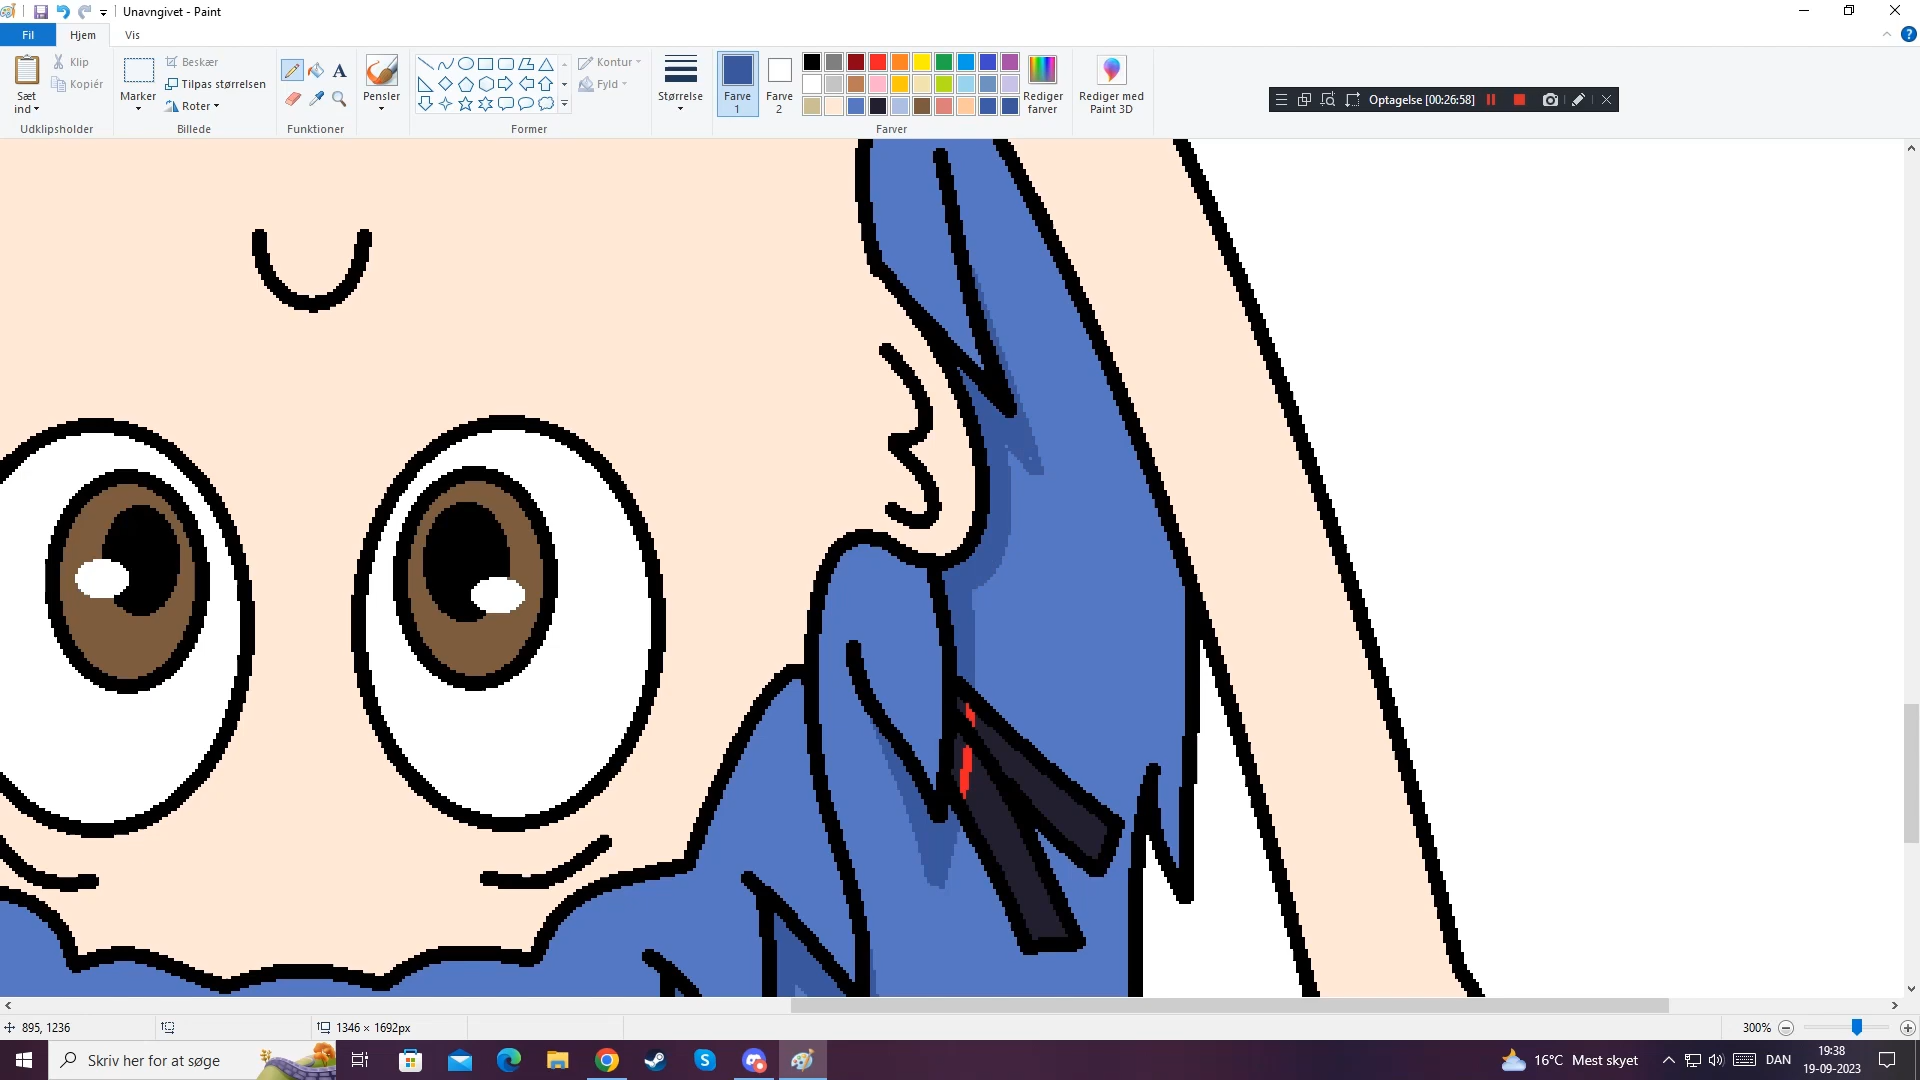 Unavngivet - Paint
Fil
Hjem
Vis
Sæt
ind
Klip
Kopiér
Udklipsholder
Marker
Beskær
Tilpas størrelsen
Roter
Billede
A
Funktioner
Pensler
Former
Kontur
Fyld
Størrelse
Farve
1
Farve
2
Farver
Rediger
farver
Rediger med
Paint 3D
Optagelse [00:26:58]
895, 1236
1346 × 1692px
300%
Skriv her for at søge
16°C Mest skyet
DAN
19:38
19-09-2023